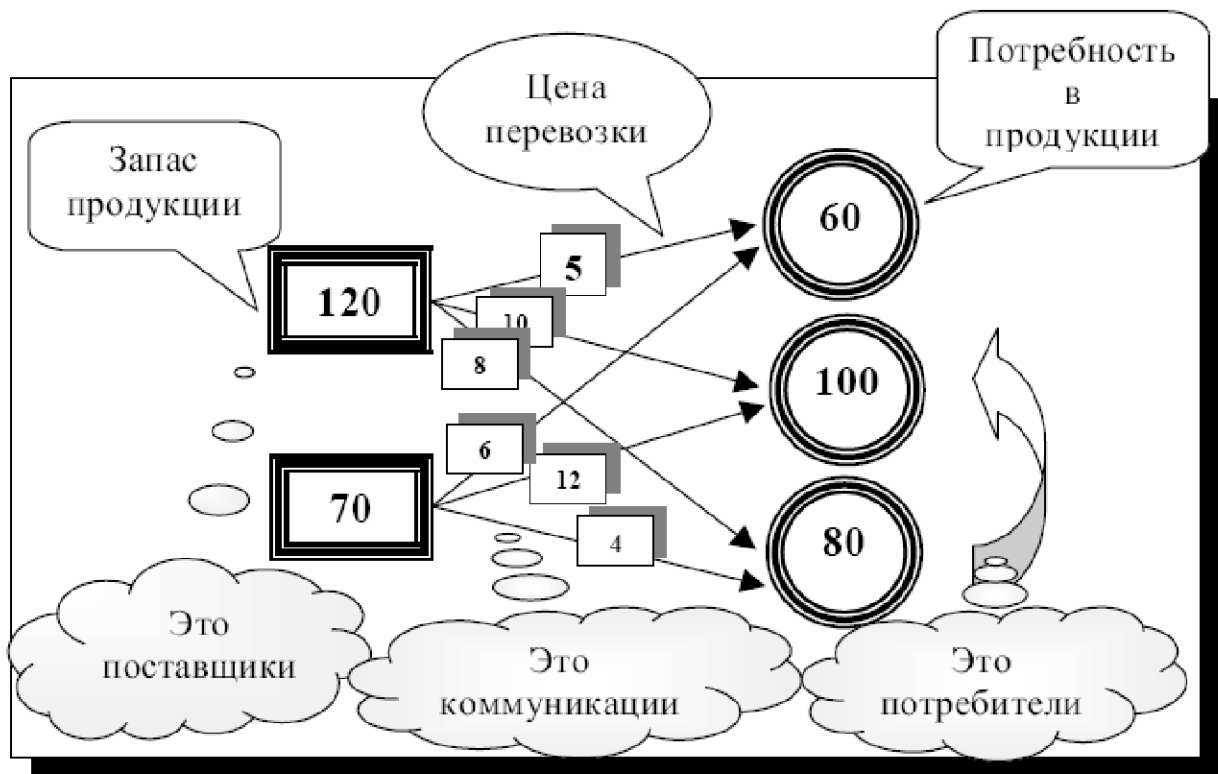 Потребность
в
продукции
Цена
перевозки
Запас
продукции
60
5
120
10
8
100
6
12
70
4
80
Это
поставщики
Это
коммуникации
Это
потребители